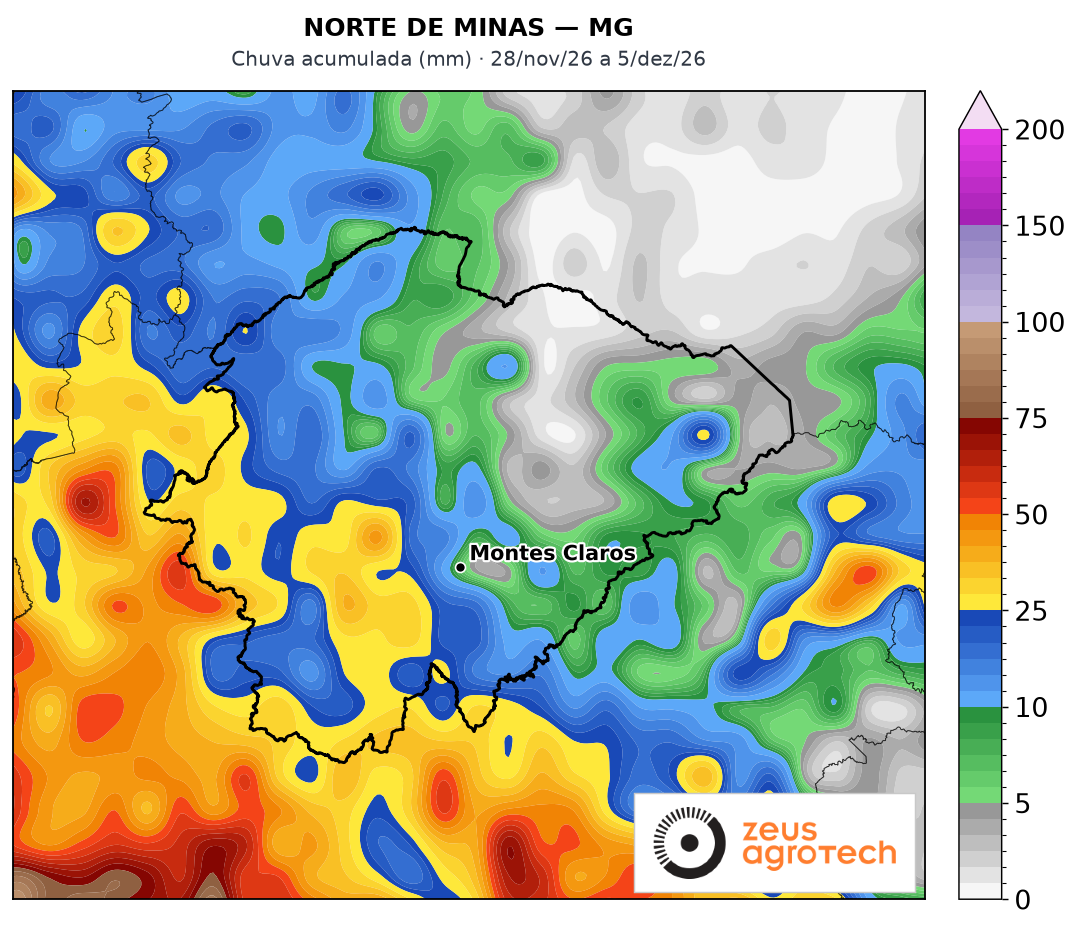 NORTE DE MINAS — MG
Chuva acumulada (mm) · 28/nov/26 a 5/dez/26
200
150
100
75
50
25
10
5
0
Montes Claros
zeus
agrotech